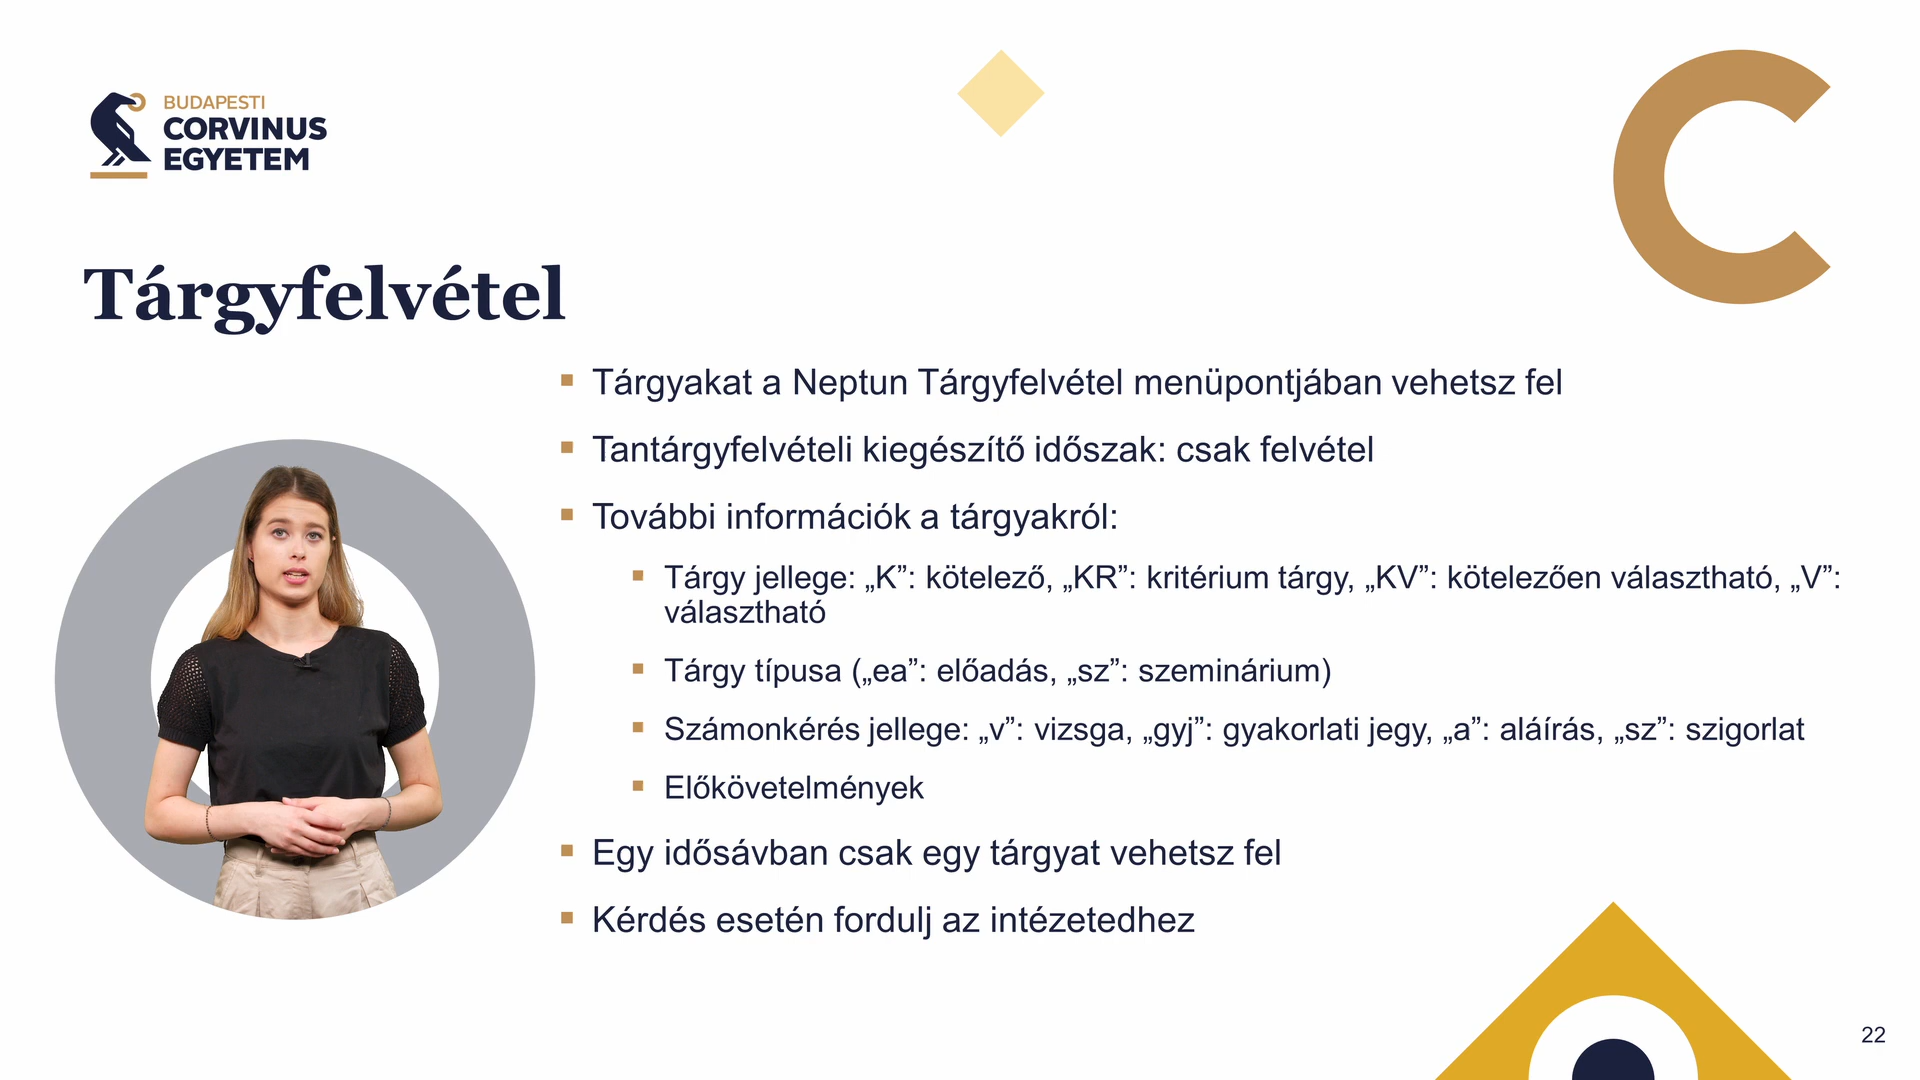 BUDAPESTI
CORVINUS
EGYETEM
Tárgyfelvétel
▪ Tárgyakat a Neptun Tárgyfelvétel menüpontjában vehetsz fel
▪ Tantárgyfelvételi kiegészítő időszak: csak felvétel
▪ További információk a tárgyakról:
▪ Tárgy jellege: „K”: kötelező, „KR”: kritérium tárgy, „KV”: kötelezően választható, „V”:
választható
▪ Tárgy típusa („ea”: előadás, „sz”: szeminárium)
▪ Számonkérés jellege: „v”: vizsga, „gyj”: gyakorlati jegy, „a”: aláírás, „sz”: szigorlat
▪ Előkövetelmények
▪ Egy idősávban csak egy tárgyat vehetsz fel
▪ Kérdés esetén fordulj az intézetedhez
22